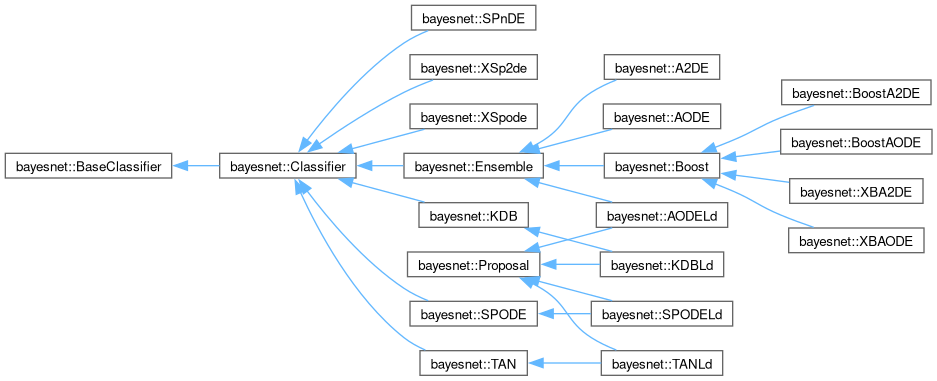 bayesnet::SPnDE
bayesnet::XSp2de
bayesnet::A2DE
bayesnet::BoostA2DE
bayesnet::XSpode
bayesnet::AODE
bayesnet::BoostAODE
bayesnet::BaseClassifier
bayesnet::Classifier
bayesnet::Ensemble
bayesnet::Boost
bayesnet::XBA2DE
bayesnet::KDB
bayesnet::AODELd
bayesnet::XBAODE
bayesnet::Proposal
bayesnet::KDBLd
bayesnet::SPODE
bayesnet::SPODELd
bayesnet::TAN
bayesnet::TANLd